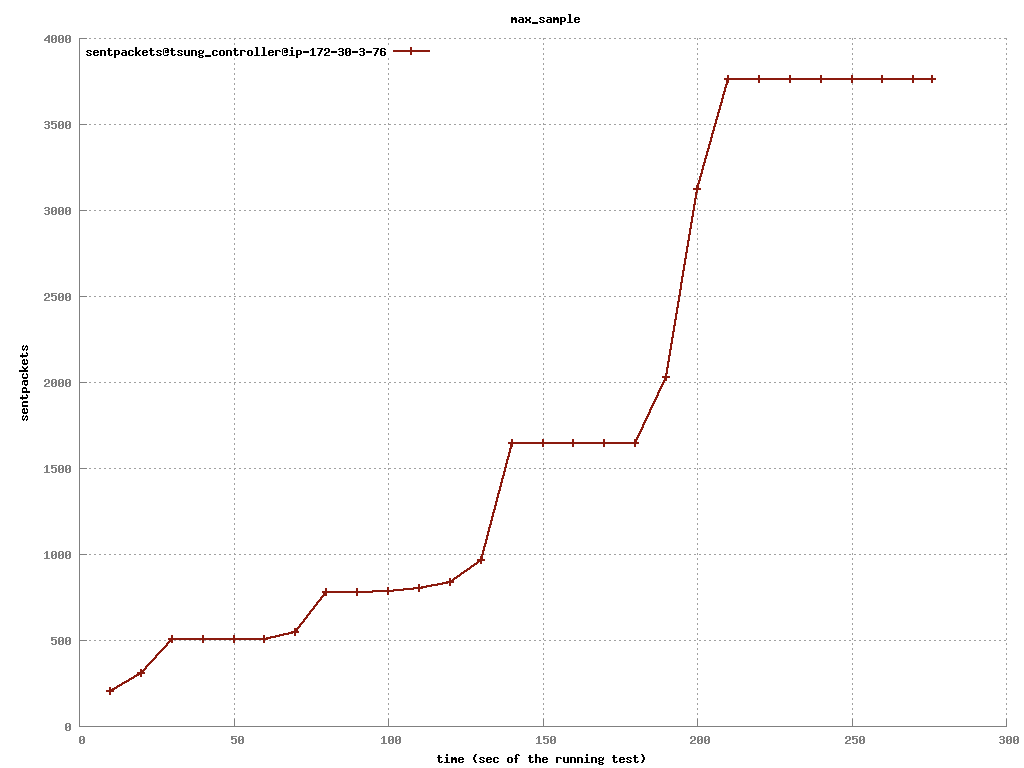 max_sample
sentpackets@tsung_controller@ip-172-30-3-76
4000
3500
3000
2500
2000
1500
1000
500
0
sentpackets
0 50 100 150 200 250 300
time (sec of the running test)